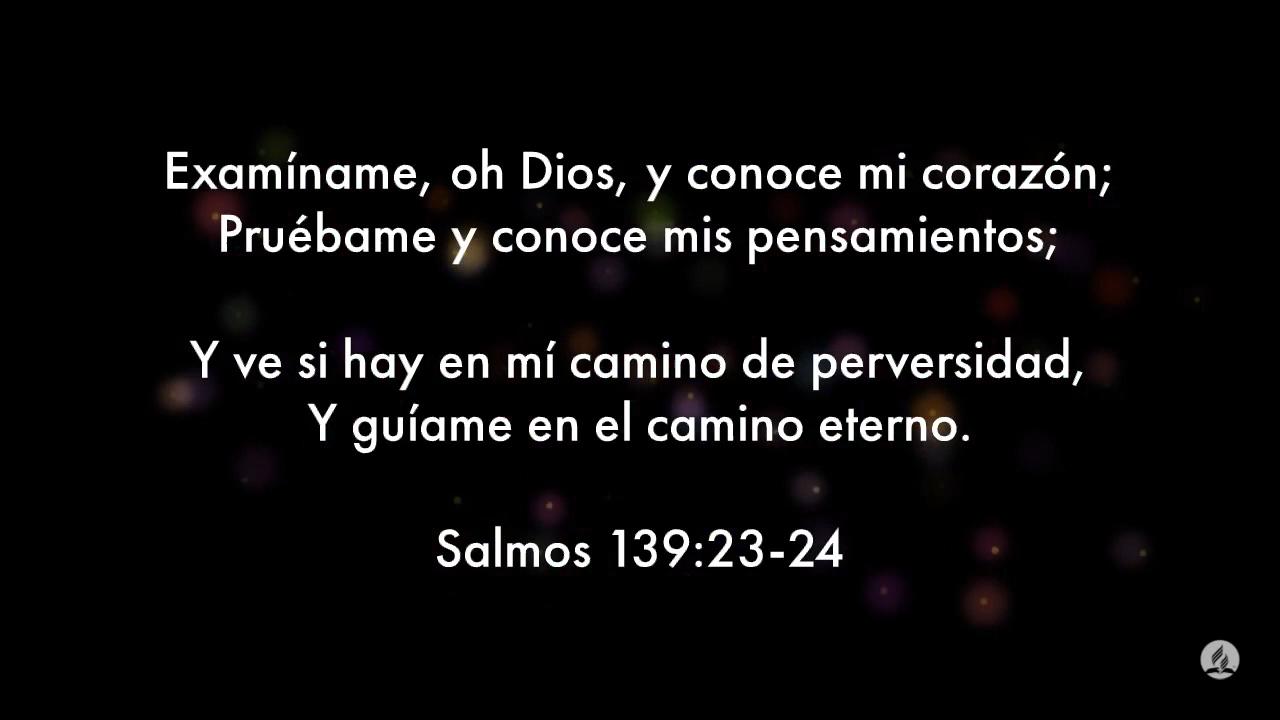 Examíname, oh Dios, y conoce mi corazón;
Pruébame y conoce mis pensamientos;
Y ve si hay en mí camino de perversidad,
Y guíame en el camino eterno.
Salmos 139:23-24